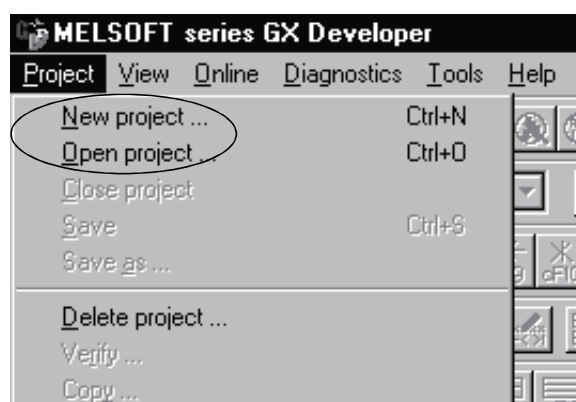 MELSOFT series GX Developer
Project View Online Diagnostics Tools Help
New project ... Ctrl+N
Open project ... Ctrl+O
Close project
Save Ctrl+S
Save as ...
Delete project ...
Verify ...
Copy ...